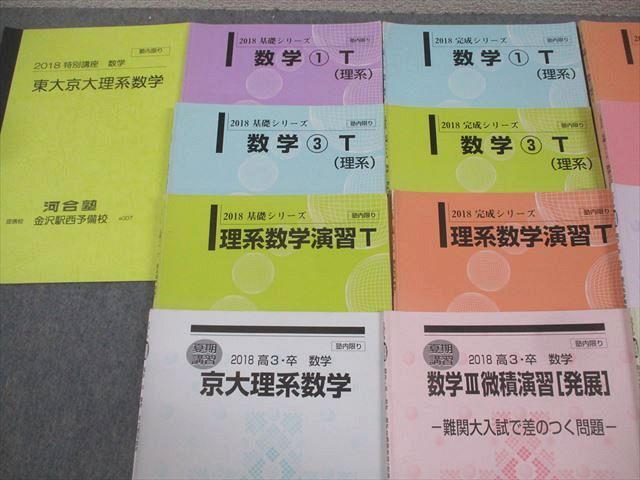 塾内限り
2018 特別講座 数学
東大京大理系数学
河合塾
提携校 金沢駅西予備校
2018 基礎シリーズ 塾内限り
数学①T
(理系)
2018 完成シリーズ 塾内限り
数学①T
(理系)
2018 基礎シリーズ 塾内限り
数学③T
(理系)
2018 完成シリーズ 塾内限り
数学③T
(理系)
2018 基礎シリーズ 塾内限り
理系数学演習T
2018 完成シリーズ 塾内限り
理系数学演習T
夏期講習
塾内限り
2018 高3・卒 数学
京大理系数学
夏期講習
塾内限り
2018 高3・卒 数学
数学Ⅲ微積演習[発展]
―難関大入試で差のつく問題―